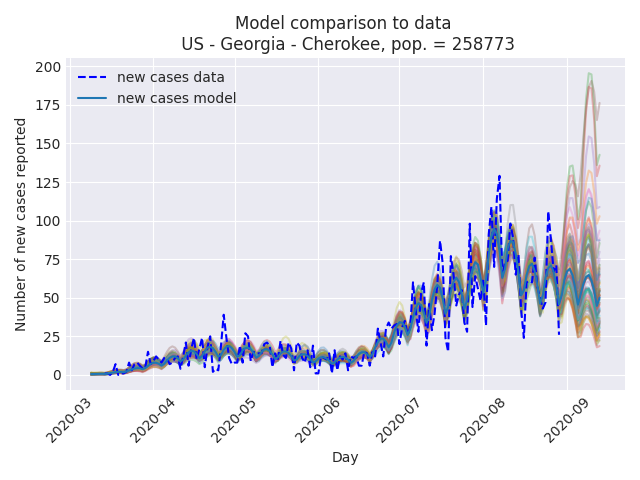 Model comparison to data
US - Georgia - Cherokee, pop. = 258773
200
175
150
125
100
75
50
25
0
Number of new cases reported
new cases data
new cases model
2020-03
2020-04
2020-05
2020-06
2020-07
2020-08
2020-09
Day